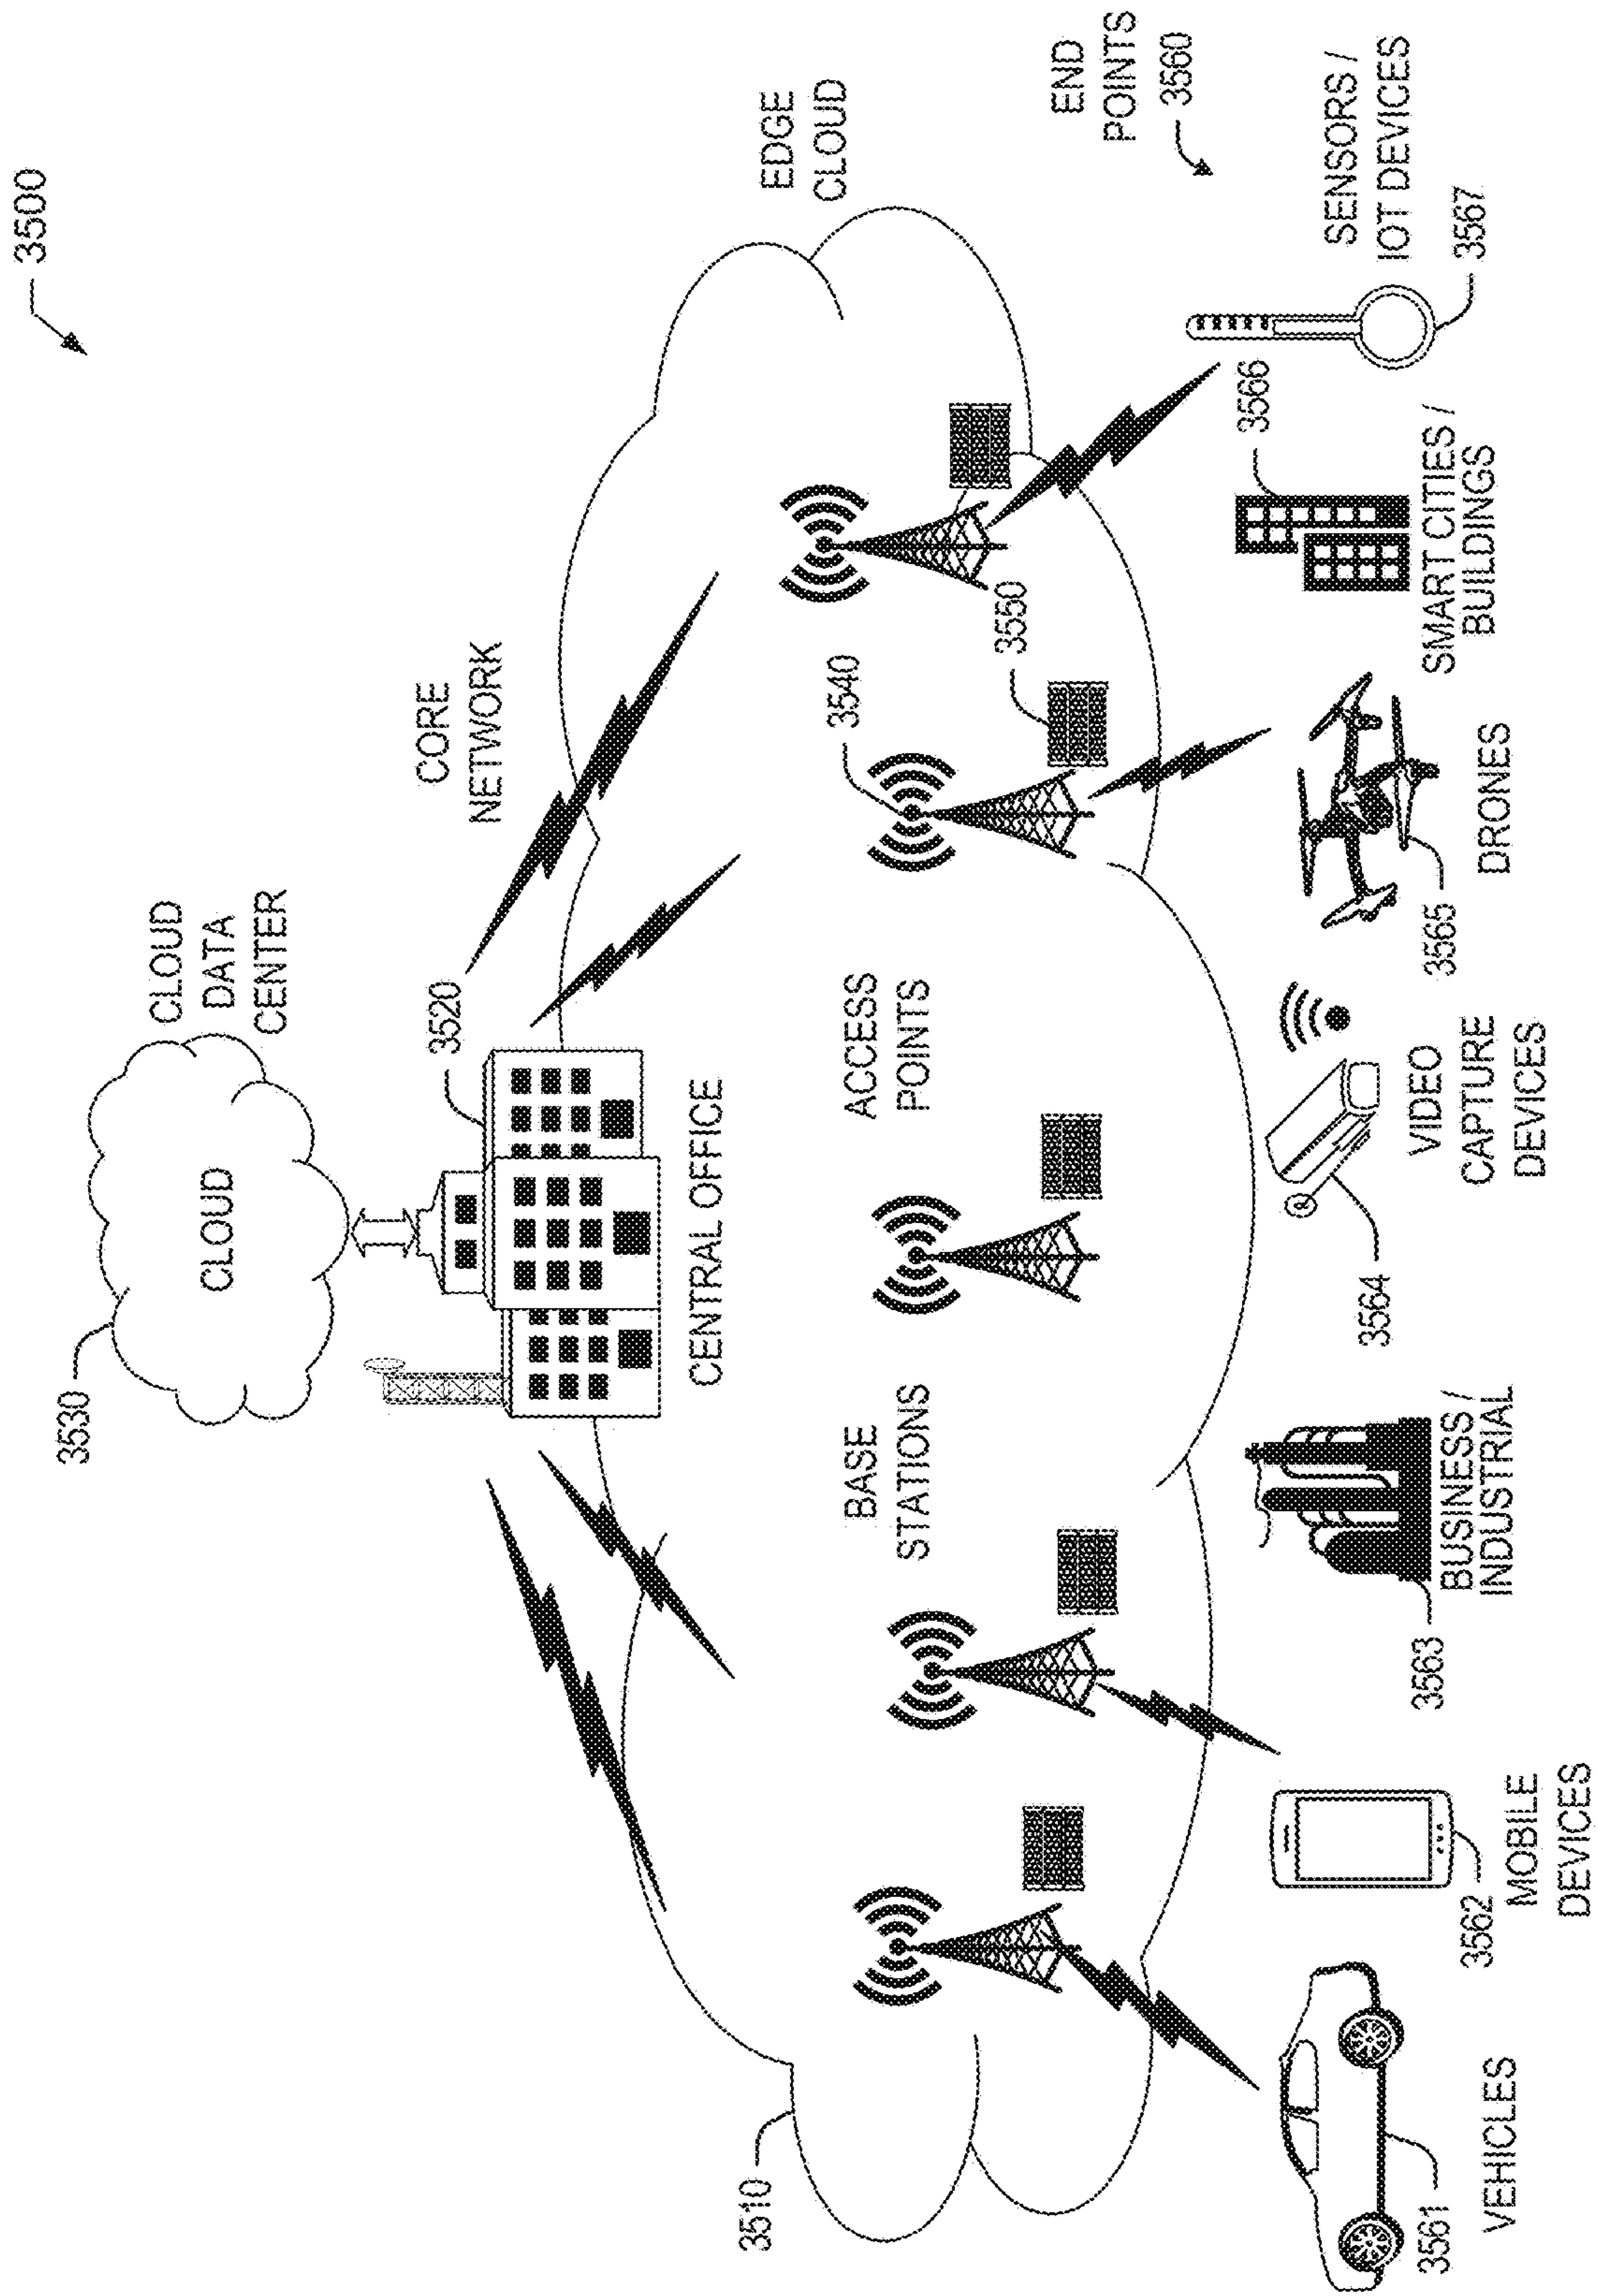 3500
3530
CLOUD
CLOUD
DATA
CENTER
3520
CENTRAL OFFICE
CORE
NETWORK
EDGE
CLOUD
3510
BASE
STATIONS
ACCESS
POINTS
3540
3550
END
POINTS
3560
3561
VEHICLES
3562
MOBILE
DEVICES
3563
BUSINESS /
INDUSTRIAL
3564
VIDEO
CAPTURE
DEVICES
3565
DRONES
3566
SMART CITIES /
BUILDINGS
SENSORS /
IOT DEVICES
3567